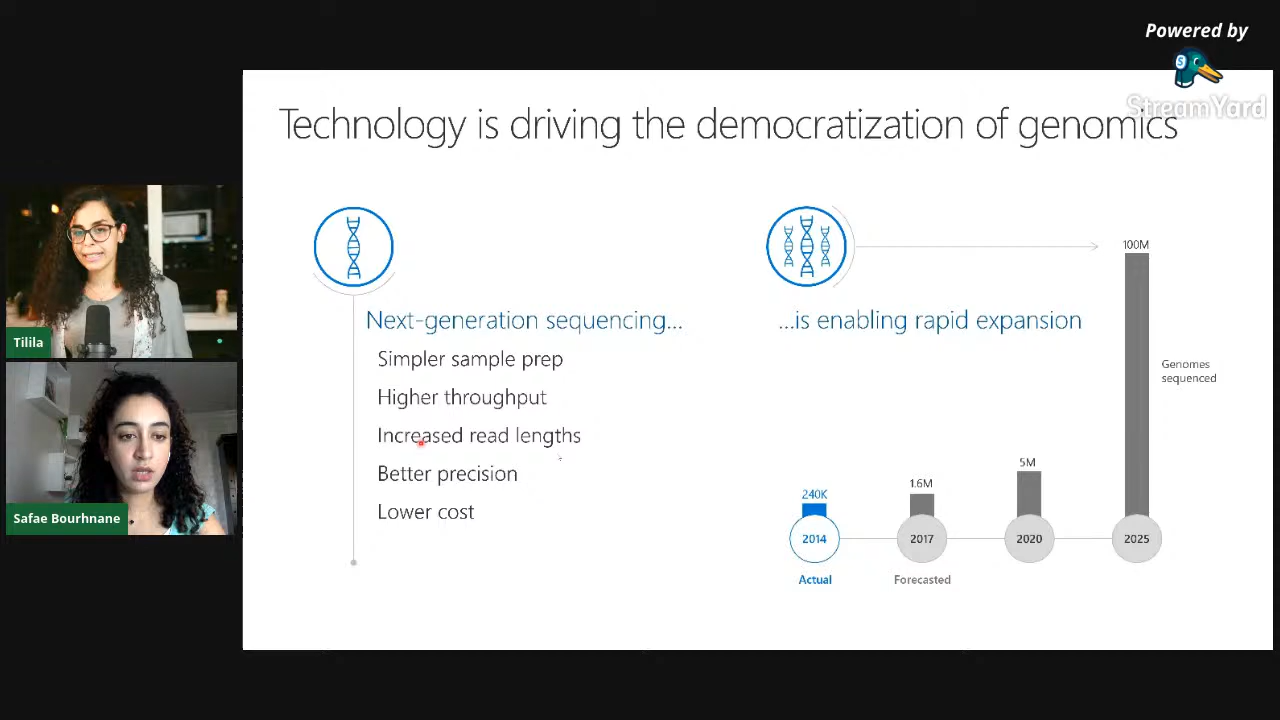 Powered by
StreamYard
Technology is driving the democratization of genomics
Next-generation sequencing...
Simpler sample prep
Higher throughput
Increased read lengths
Better precision
Lower cost
...is enabling rapid expansion
100M
Genomes
sequenced
5M
1.6M
240K
2014
2017
2020
2025
Actual
Forecasted
Tilila
Safae Bourhnane